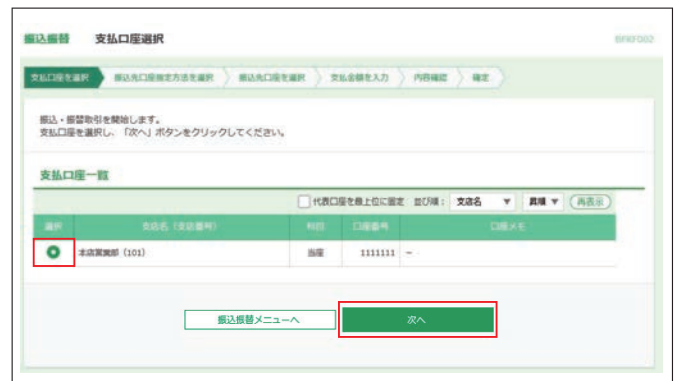 振込振替 支払口座選択 BFKF002
支払口座を選択 振込先口座指定方法を選択 振込先口座を選択 支払金額を入力 内容確認 確定
振込・振替取引を開始します。
支払口座を選択し、「次へ」ボタンをクリックしてください。
支払口座一覧
代表口座を最上位に固定 並び順： 支店名 ▼ 昇順 ▼ 再表示
選択 支店名（支店番号） 科目 口座番号 口座メモ
本店営業部（101） 当座 1111111 −
振込振替メニューへ 次へ